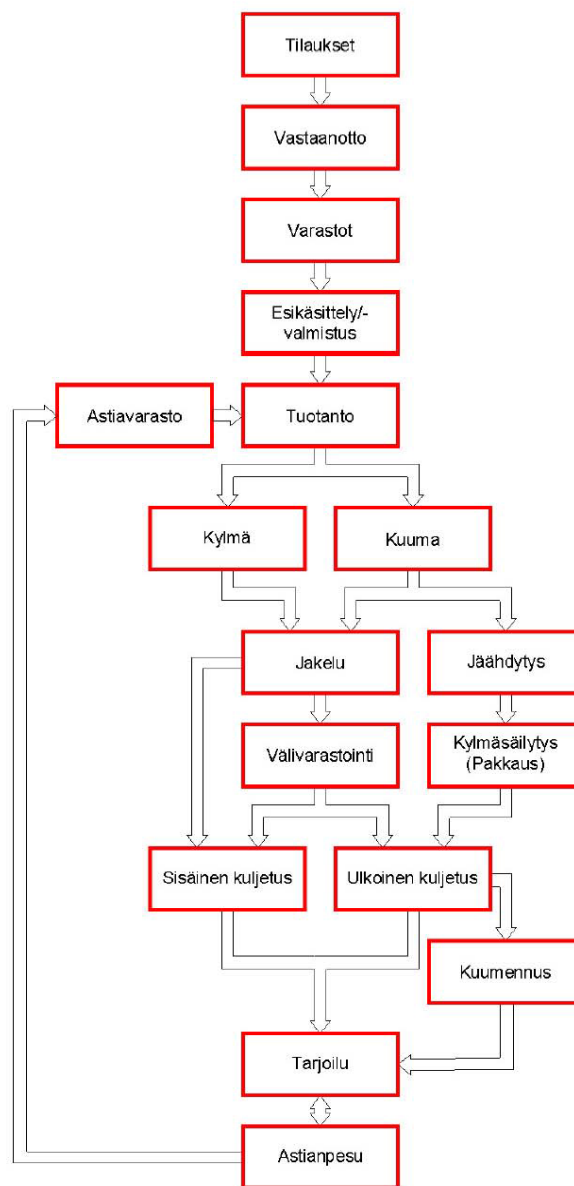 Tilaukset
Vastaanotto
Varastot
Esikäsittely/-
valmistus
Astiavarasto
Tuotanto
Kylmä
Kuuma
Jakelu
Jäähdytys
Välivarastointi
Kylmäsäilytys
(Pakkaus)
Sisäinen kuljetus
Ulkoinen kuljetus
Kuumennus
Tarjoilu
Astianpesu